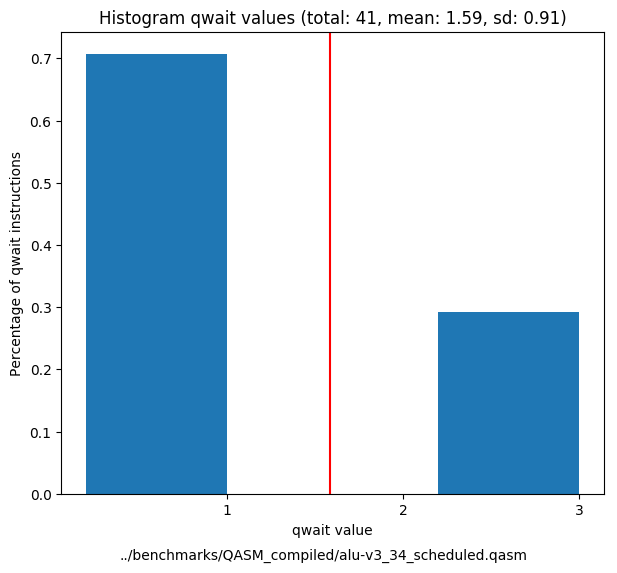 Histogram qwait values (total: 41, mean: 1.59, sd: 0.91)
Percentage of qwait instructions
0.7
0.6
0.5
0.4
0.3
0.2
0.1
0.0
1 2 3
qwait value
../benchmarks/QASM_compiled/alu-v3_34_scheduled.qasm